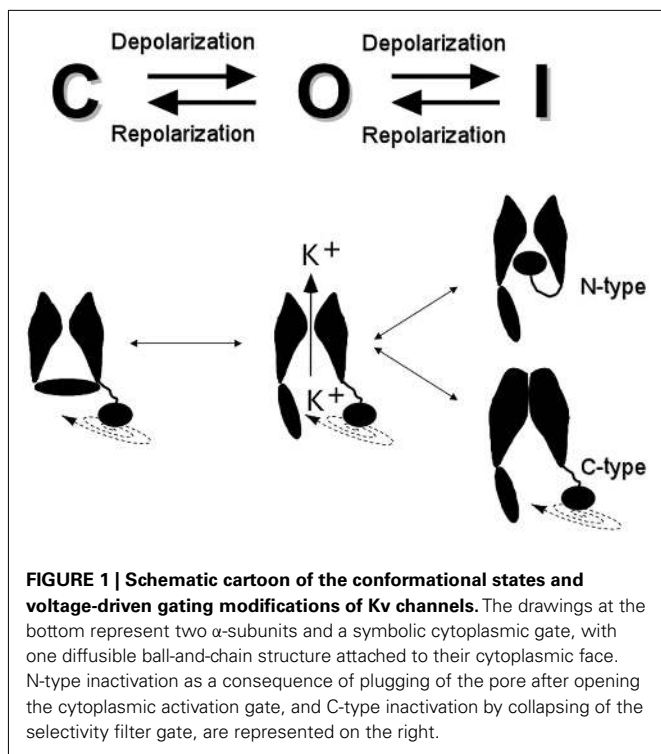 Depolarization Depolarization
C O I
Repolarization Repolarization
K+
N-type
K+
C-type
FIGURE 1 | Schematic cartoon of the conformational states and
voltage-driven gating modifications of Kv channels. The drawings at the
bottom represent two α-subunits and a symbolic cytoplasmic gate, with
one diffusible ball-and-chain structure attached to their cytoplasmic face.
N-type inactivation as a consequence of plugging of the pore after opening
the cytoplasmic activation gate, and C-type inactivation by collapsing of the
selectivity filter gate, are represented on the right.